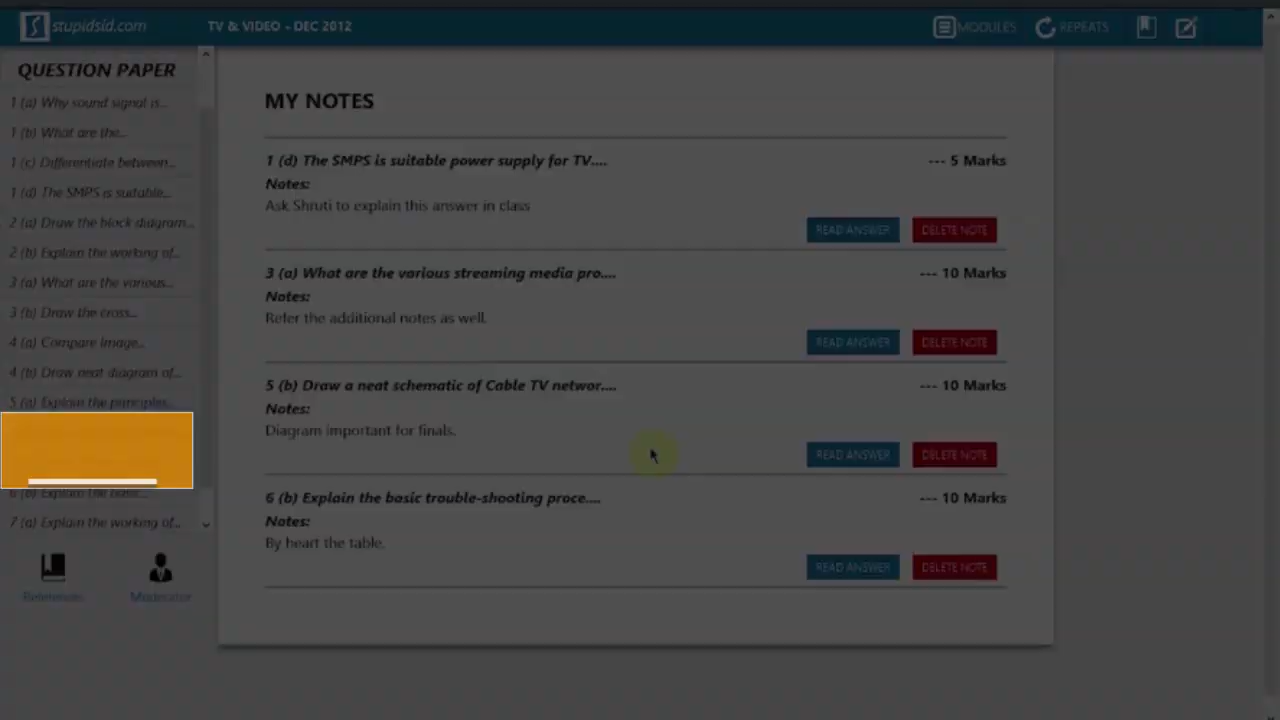 stupidsid.com
TV & VIDEO - DEC 2012
MODULES
REPEATS
QUESTION PAPER
1 (a) Why sound signal is...
1 (b) What are the...
1 (c) Differentiate between...
1 (d) The SMPS is suitable...
2 (a) Draw the block diagram...
2 (b) Explain the working of...
3 (a) What are the various...
3 (b) Draw the cross...
4 (a) Compare Image...
4 (b) Draw neat diagram of...
5 (a) Explain the principles...
6 (b) Explain the basic...
7 (a) Explain the working of...
References
Moderator
MY NOTES
1 (d) The SMPS is suitable power supply for TV.... --- 5 Marks
Notes:
Ask Shruti to explain this answer in class
READ ANSWER DELETE NOTE
3 (a) What are the various streaming media pro.... --- 10 Marks
Notes:
Refer the additional notes as well.
READ ANSWER DELETE NOTE
5 (b) Draw a neat schematic of Cable TV networ.... --- 10 Marks
Notes:
Diagram important for finals.
READ ANSWER DELETE NOTE
6 (b) Explain the basic trouble-shooting proce.... --- 10 Marks
Notes:
By heart the table.
READ ANSWER DELETE NOTE